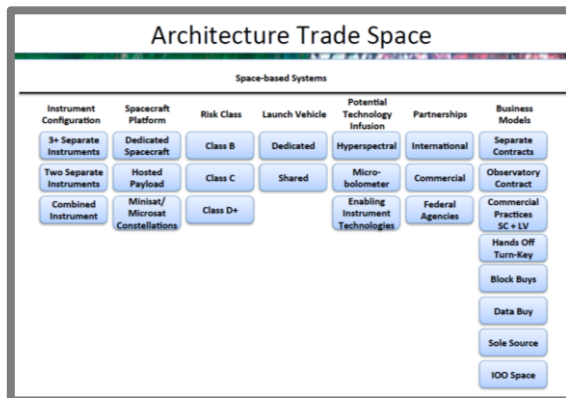 Architecture Trade Space
Space-based Systems
Instrument
Configuration
3+ Separate
Instruments
Two Separate
Instruments
Combined
Instrument
Spacecraft
Platform
Dedicated
Spacecraft
Hosted
Payload
Minisat/
Microsat
Constellations
Risk Class
Class B
Class C
Class D+
Launch Vehicle
Dedicated
Shared
Potential
Technology
Infusion
Hyperspectral
Micro-
bolometer
Enabling
Instrument
Technologies
Partnerships
International
Commercial
Federal
Agencies
Business
Models
Separate
Contracts
Observatory
Contract
Commercial
Practices
SC + LV
Hands Off
Turn-Key
Block Buys
Data Buy
Sole Source
IOO Space